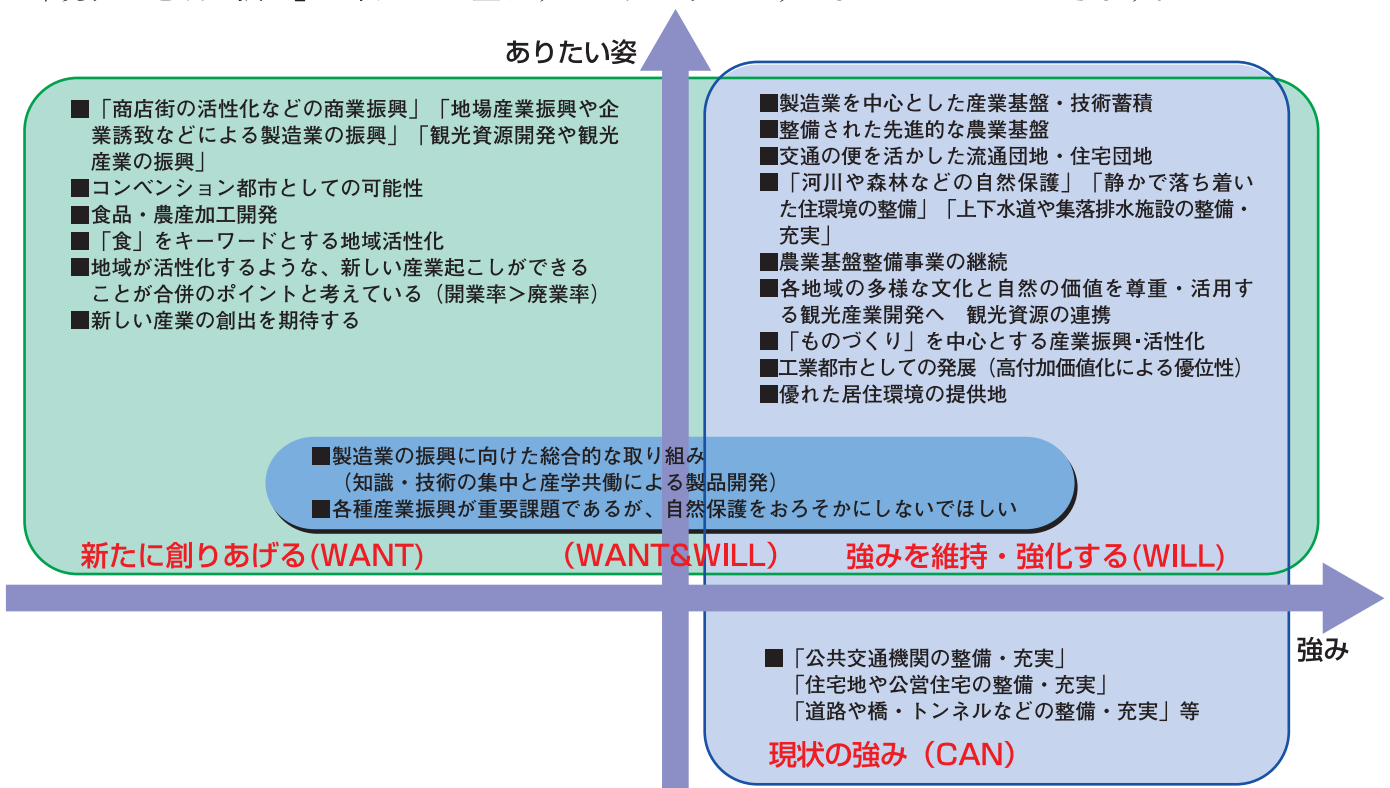 ありたい姿
■「商店街の活性化などの商業振興」「地場産業振興や企
業誘致などによる製造業の振興」「観光資源開発や観光
産業の振興」
■コンベンション都市としての可能性
■食品・農産加工開発
■「食」をキーワードとする地域活性化
■地域が活性化するような、新しい産業起こしができる
ことが合併のポイントと考えている（開業率＞廃業率）
■新しい産業の創出を期待する
■製造業を中心とした産業基盤・技術蓄積
■整備された先進的な農業基盤
■交通の便を活かした流通団地・住宅団地
■「河川や森林などの自然保護」「静かで落ち着い
た住環境の整備」「上下水道や集落排水施設の整備・
充実」
■農業基盤整備事業の継続
■各地域の多様な文化と自然の価値を尊重・活用す
る観光産業開発へ　観光資源の連携
■「ものづくり」を中心とする産業振興・活性化
■工業都市としての発展（高付加価値化による優位性）
■優れた居住環境の提供地
■製造業の振興に向けた総合的な取り組み
（知識・技術の集中と産学共働による製品開発）
■各種産業振興が重要課題であるが、自然保護をおろそかにしないでほしい
新たに創りあげる(WANT)
（WANT&WILL）
強みを維持・強化する(WILL)
強み
■「公共交通機関の整備・充実」
「住宅地や公営住宅の整備・充実」
「道路や橋・トンネルなどの整備・充実」等
現状の強み（CAN）